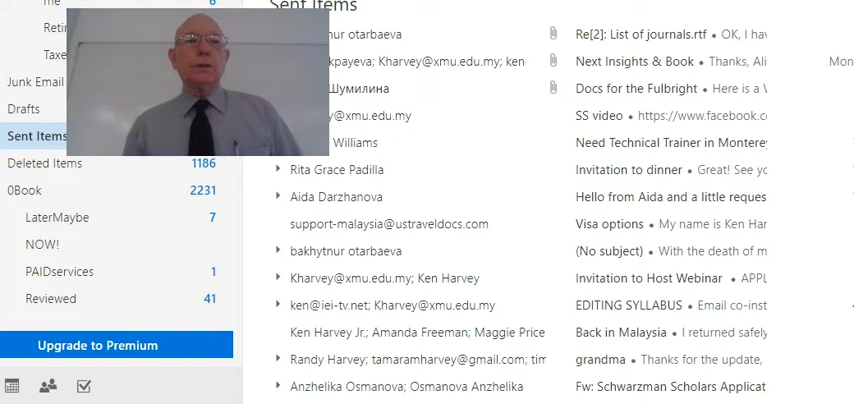 me 6
Retir
Taxe
Junk Email
Drafts
Sent Items
Deleted Items 1186
0Book 2231
LaterMaybe 7
NOW!
PAIDservices 1
Reviewed 41
Upgrade to Premium
Sent Items
nur otarbaeva Re[2]: List of journals.rtf • OK, I ha
kpayeva; Kharvey@xmu.edu.my; ken Next Insights & Book • Thanks, Ali Mon
Шумилина Docs for the Fulbright • Here is a
ey@xmu.edu.my SS video • https://www.facebook.c
Williams Need Technical Trainer in Monterey
Rita Grace Padilla Invitation to dinner • Great! See yo
Aida Darzhanova Hello from Aida and a little reques
support-malaysia@ustraveldocs.com Visa options • My name is Ken Har
bakhytnur otarbaeva (No subject) • With the death of m
Kharvey@xmu.edu.my; Ken Harvey Invitation to Host Webinar • APPL
ken@iei-tv.net; Kharvey@xmu.edu.my EDITING SYLLABUS • Email co-inst
Ken Harvey Jr.; Amanda Freeman; Maggie Price Back in Malaysia • I returned safely
Randy Harvey; tamaramharvey@gmail.com; tim grandma • Thanks for the update,
Anzhelika Osmanova; Osmanova Anzhelika Fw: Schwarzman Scholars Applicat